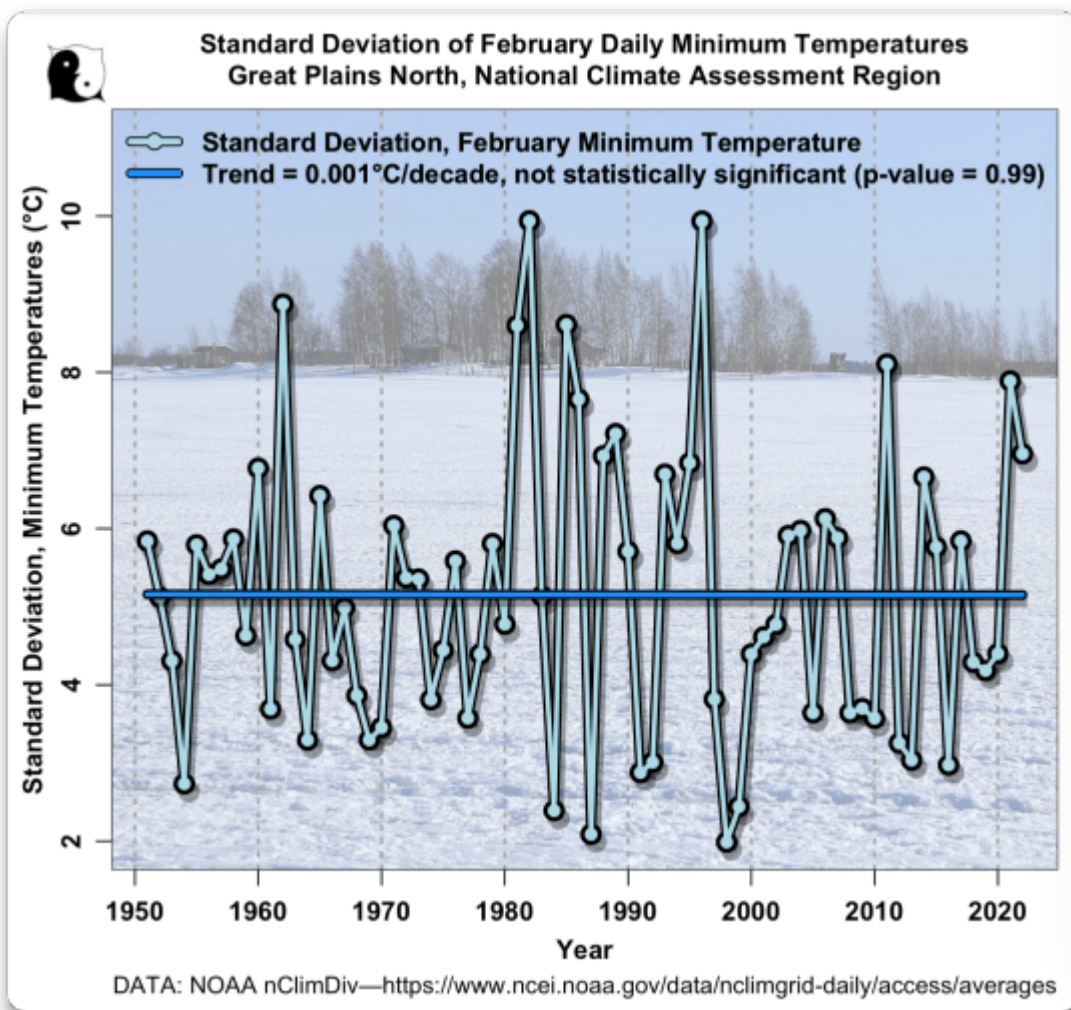 Standard Deviation of February Daily Minimum Temperatures
Great Plains North, National Climate Assessment Region
Standard Deviation, February Minimum Temperature
Trend = 0.001°C/decade, not statistically significant (p-value = 0.99)
Standard Deviation, Minimum Temperatures (°C)
10
8
6
4
2
1950 1960 1970 1980 1990 2000 2010 2020
Year
DATA: NOAA nClimDiv—https://www.ncei.noaa.gov/data/nclimgrid-daily/access/averages